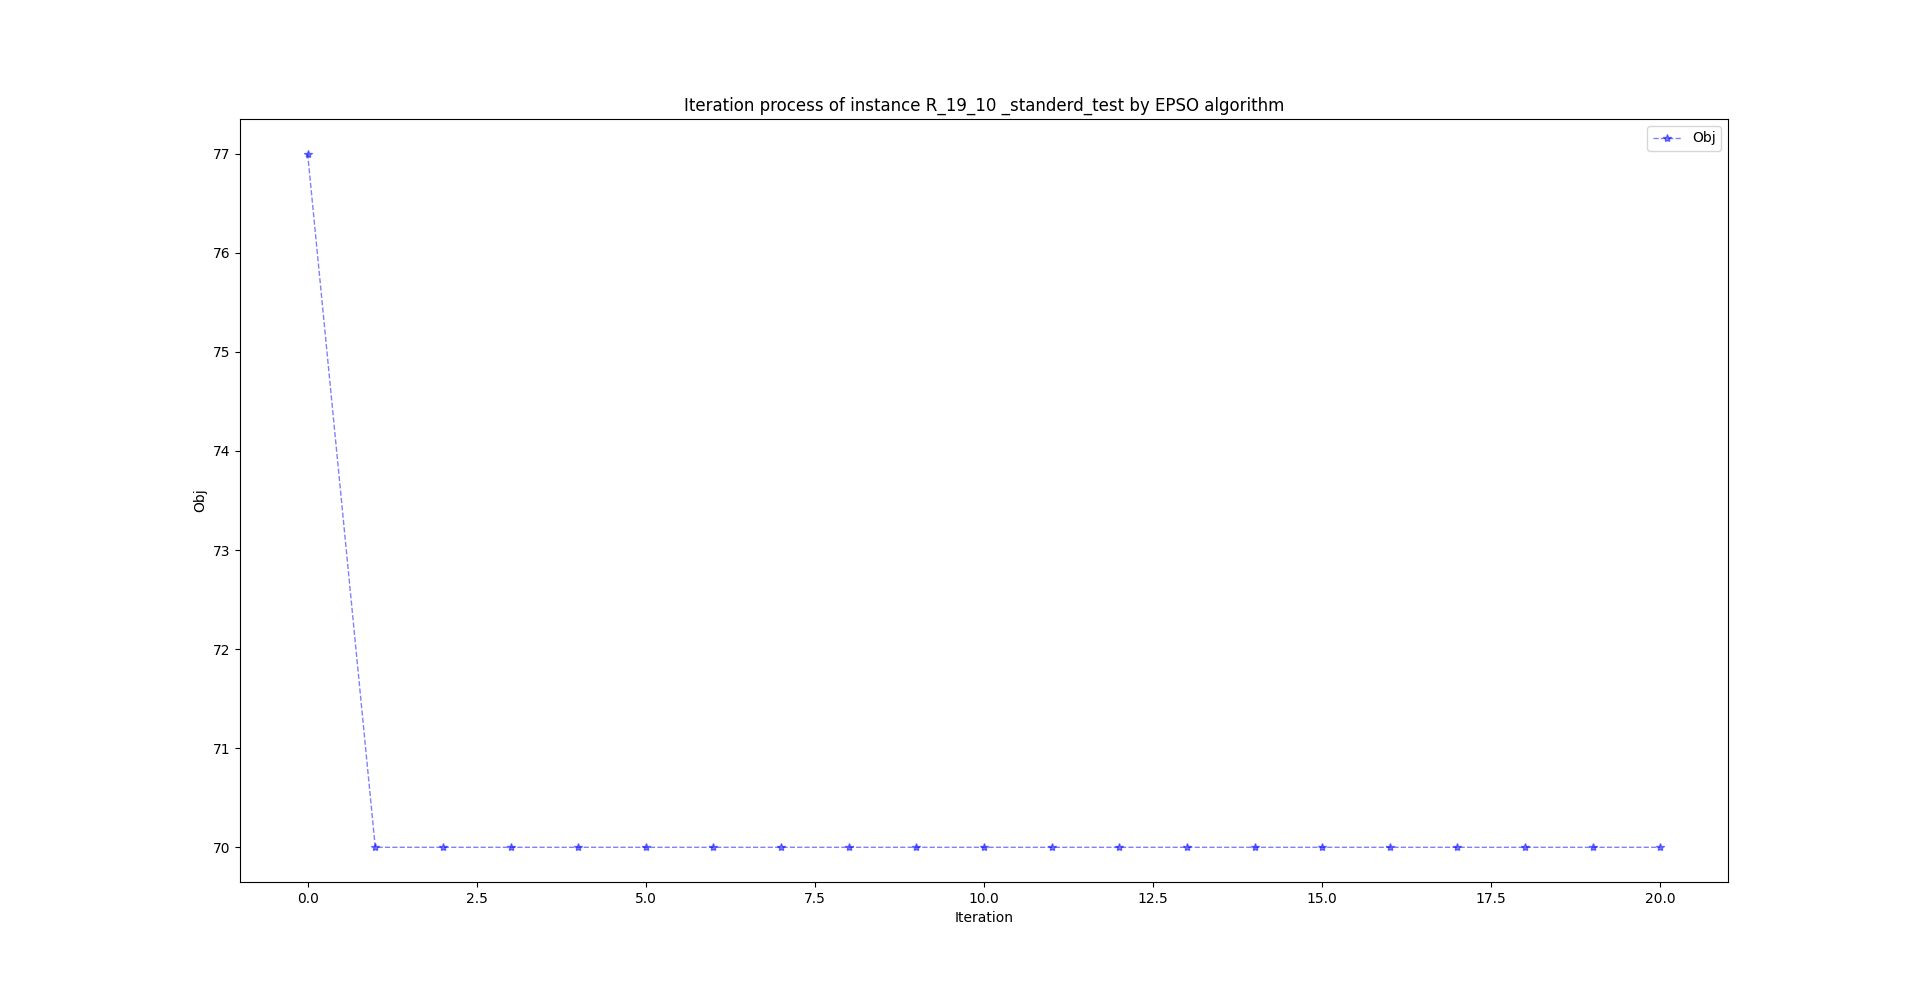 Iteration process of instance R_19_10 _standerd_test by EPSO algorithm
Obj
77
76
75
74
73
72
71
70
Obj
0.0 2.5 5.0 7.5 10.0 12.5 15.0 17.5 20.0
Iteration